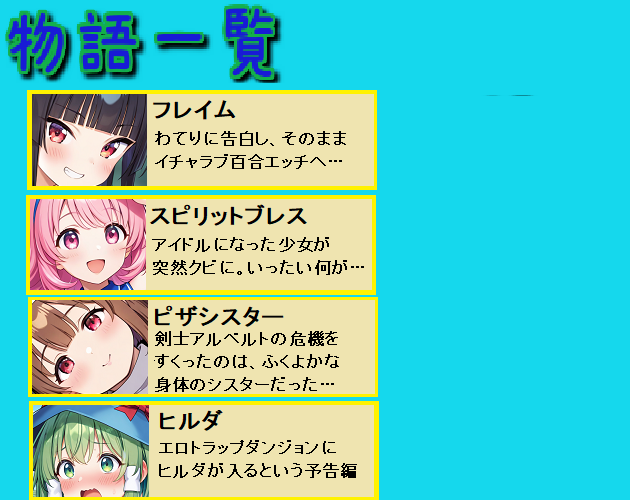 物語一覧
フレイム
わてりに告白し、そのまま
イチャラブ百合エッチへ…
スピリットブレス
アイドルになった少女が
突然クビに。いったい何が…
ピザシスター
剣士アルベルトの危機を
すくったのは、ふくよかな
身体のシスターだった…
ヒルダ
エロトラップダンジョンに
ヒルダが入るという予告編